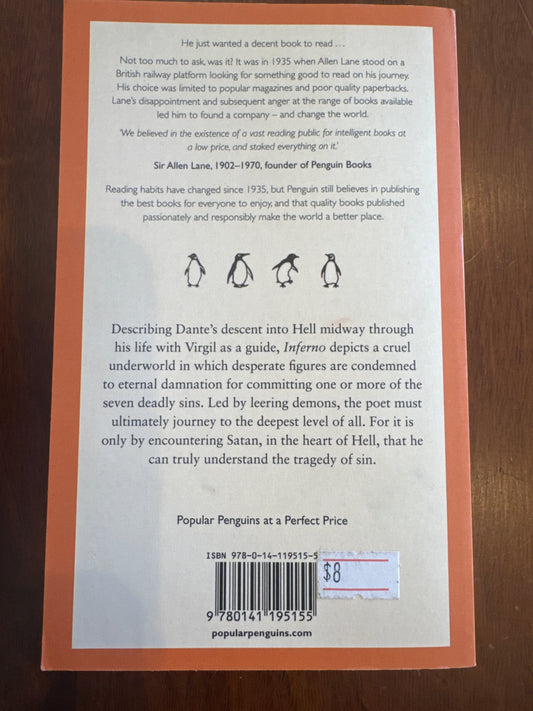 He just wanted a decent book to read ...
Not too much to ask, was it? It was in 1935 when Allen Lane stood on a
British railway platform looking for something good to read on his journey.
His choice was limited to popular magazines and poor quality paperbacks.
Lane's disappointment and subsequent anger at the range of books available
led him to found a company – and change the world.
'We believed in the existence of a vast reading public for intelligent books at
a low price, and staked everything on it.'
Sir Allen Lane, 1902–1970, founder of Penguin Books
Reading habits have changed since 1935, but Penguin still believes in publishing
the best books for everyone to enjoy, and that quality books published
passionately and responsibly make the world a better place.
Describing Dante's descent into Hell midway through
his life with Virgil as a guide, Inferno depicts a cruel
underworld in which desperate figures are condemned
to eternal damnation for committing one or more of the
seven deadly sins. Led by leering demons, the poet must
ultimately journey to the deepest level of all. For it is
only by encountering Satan, in the heart of Hell, that he
can truly understand the tragedy of sin.
Popular Penguins at a Perfect Price
ISBN 978-0-14-119515-5
$8
9 780141 195155
popularpenguins.com